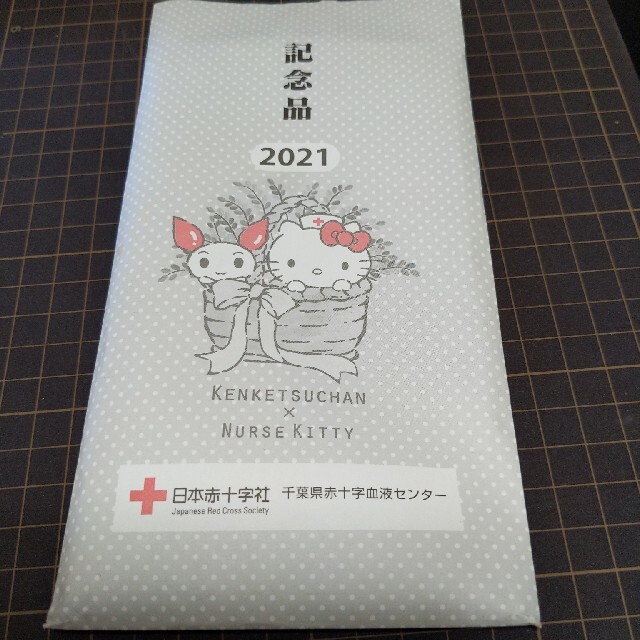 記念品
2021
KENKETSUCHAN
×
NURSE KITTY
日本赤十字社 千葉県赤十字血液センター
Japanese Red Cross Society